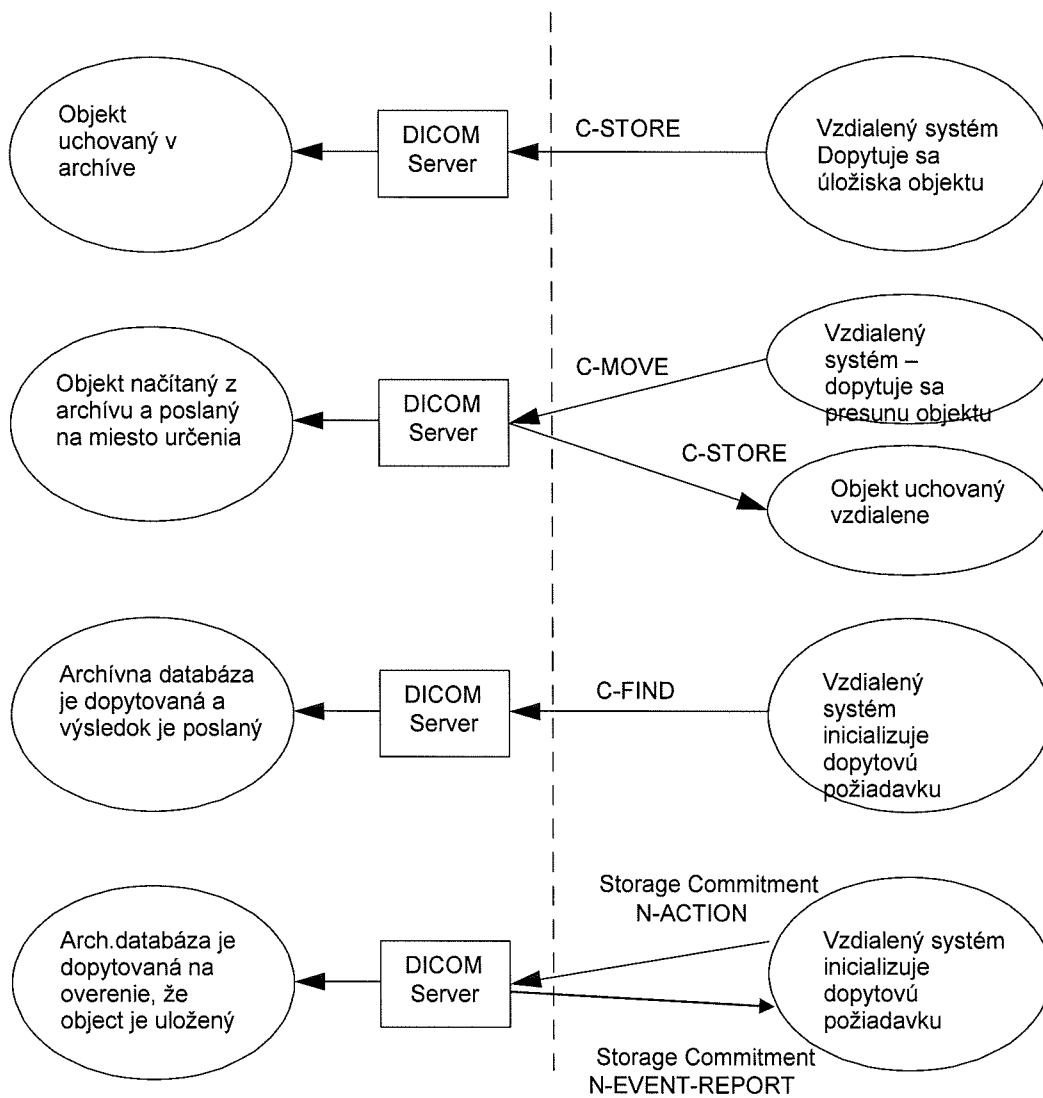 Objekt
uchovaný v
archíve
DICOM
Server
C-STORE
Vzdialený systém
Dopytuje sa
úložiska objektu
Objekt načítaný z
archívu a poslaný
na miesto určenia
DICOM
Server
C-MOVE
C-STORE
Vzdialený
systém –
dopytuje sa
presunu objektu
Objekt uchovaný
vzdialene
Archívna databáza
je dopytovaná a
výsledok je poslaný
DICOM
Server
C-FIND
Vzdialený
systém
inicializuje
dopytovú
požiadavku
Arch.databáza je
dopytovaná na
overenie, že
object je uložený
DICOM
Server
Storage Commitment
N-ACTION
Storage Commitment
N-EVENT-REPORT
Vzdialený systém
inicializuje
dopytovú
požiadavku